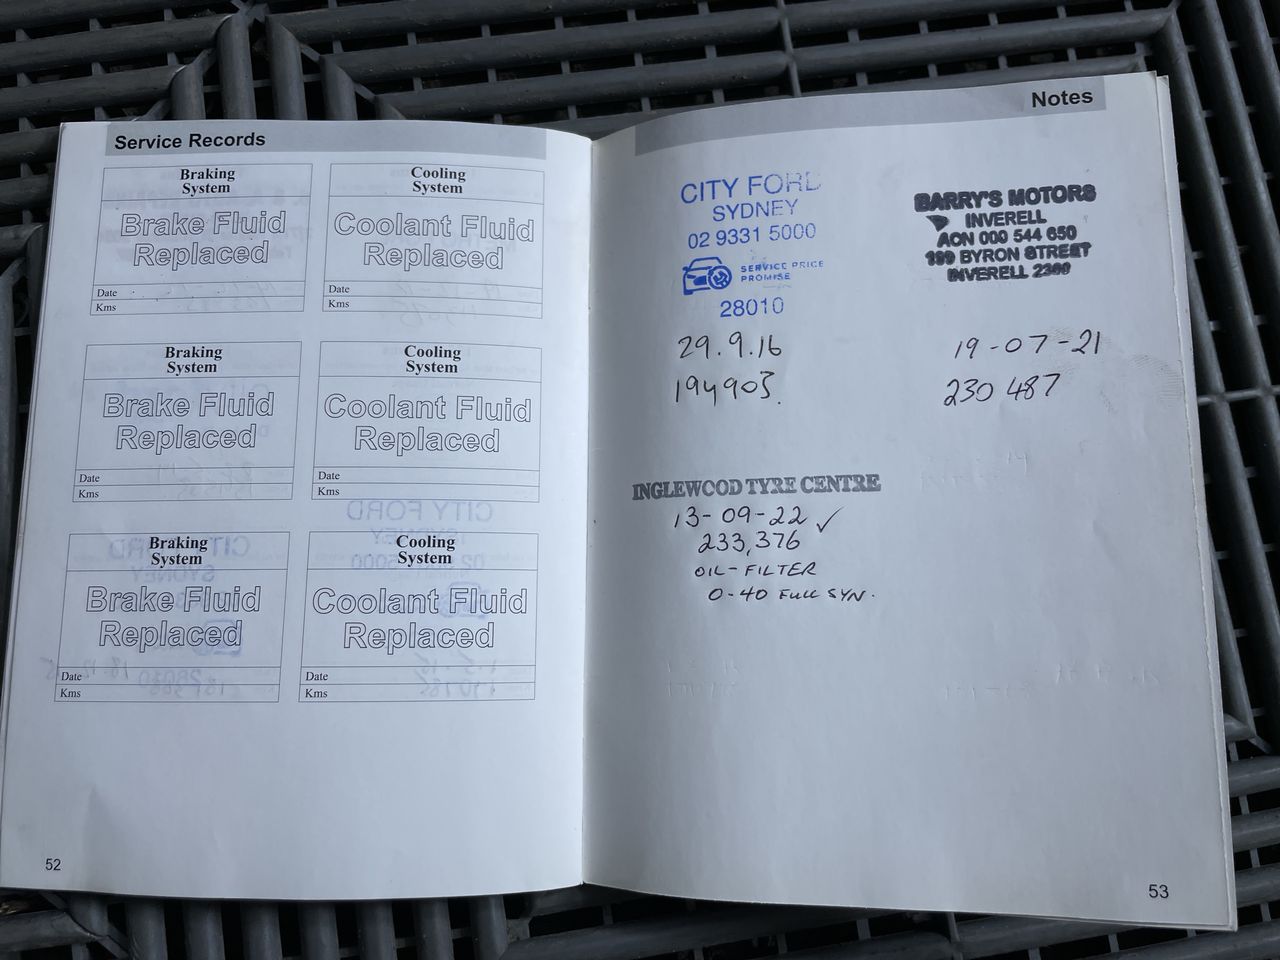 Service Records
Braking
System
Brake Fluid
Replaced
Date
Kms
Cooling
System
Coolant Fluid
Replaced
Date
Kms
Braking
System
Brake Fluid
Replaced
Date
Kms
Cooling
System
Coolant Fluid
Replaced
Date
Kms
Braking
System
Brake Fluid
Replaced
Date
Kms
Cooling
System
Coolant Fluid
Replaced
Date
Kms
52
Notes
CITY FORD
SYDNEY
02 9331 5000
SERVICE PRICE
PROMISE
28010
29.9.16
194903.
BARRY'S MOTORS
INVERELL
ACN 000 544 650
199 BYRON STREET
INVERELL 2360
19-07-21
230 487
INGLEWOOD TYRE CENTRE
13-09-22 ✓
233,376
OIL-FILTER
0-40 FULL SYN.
53